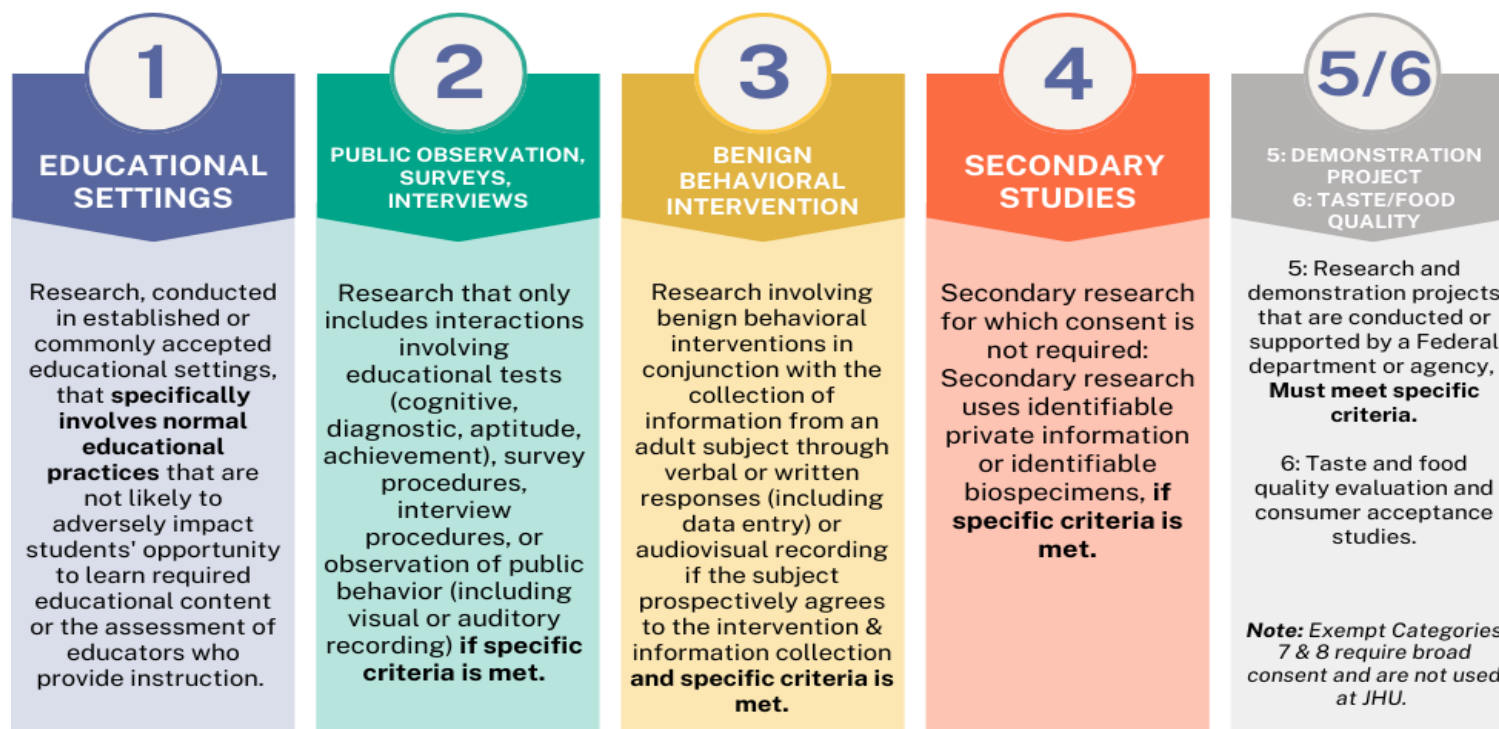 1
EDUCATIONAL
SETTINGS
Research, conducted
in established or
commonly accepted
educational settings,
that specifically
involves normal
educational
practices that are
not likely to
adversely impact
students' opportunity
to learn required
educational content
or the assessment of
educators who
provide instruction.
2
PUBLIC OBSERVATION,
SURVEYS,
INTERVIEWS
Research that only
includes interactions
involving
educational tests
(cognitive,
diagnostic, aptitude,
achievement), survey
procedures,
interview
procedures, or
observation of public
behavior (including
visual or auditory
recording) if specific
criteria is met.
3
BENIGN
BEHAVIORAL
INTERVENTION
Research involving
benign behavioral
interventions in
conjunction with the
collection of
information from an
adult subject through
verbal or written
responses (including
data entry) or
audiovisual recording
if the subject
prospectively agrees
to the intervention &
information collection
and specific criteria is
met.
4
SECONDARY
STUDIES
Secondary research
for which consent is
not required:
Secondary research
uses identifiable
private information
or identifiable
biospecimens, if
specific criteria is
met.
5/6
5: DEMONSTRATION
PROJECT
6: TASTE/FOOD
QUALITY
5: Research and
demonstration projects
that are conducted or
supported by a Federal
department or agency,
Must meet specific
criteria.
6: Taste and food
quality evaluation and
consumer acceptance
studies.
Note: Exempt Categories
7 & 8 require broad
consent and are not used
at JHU.